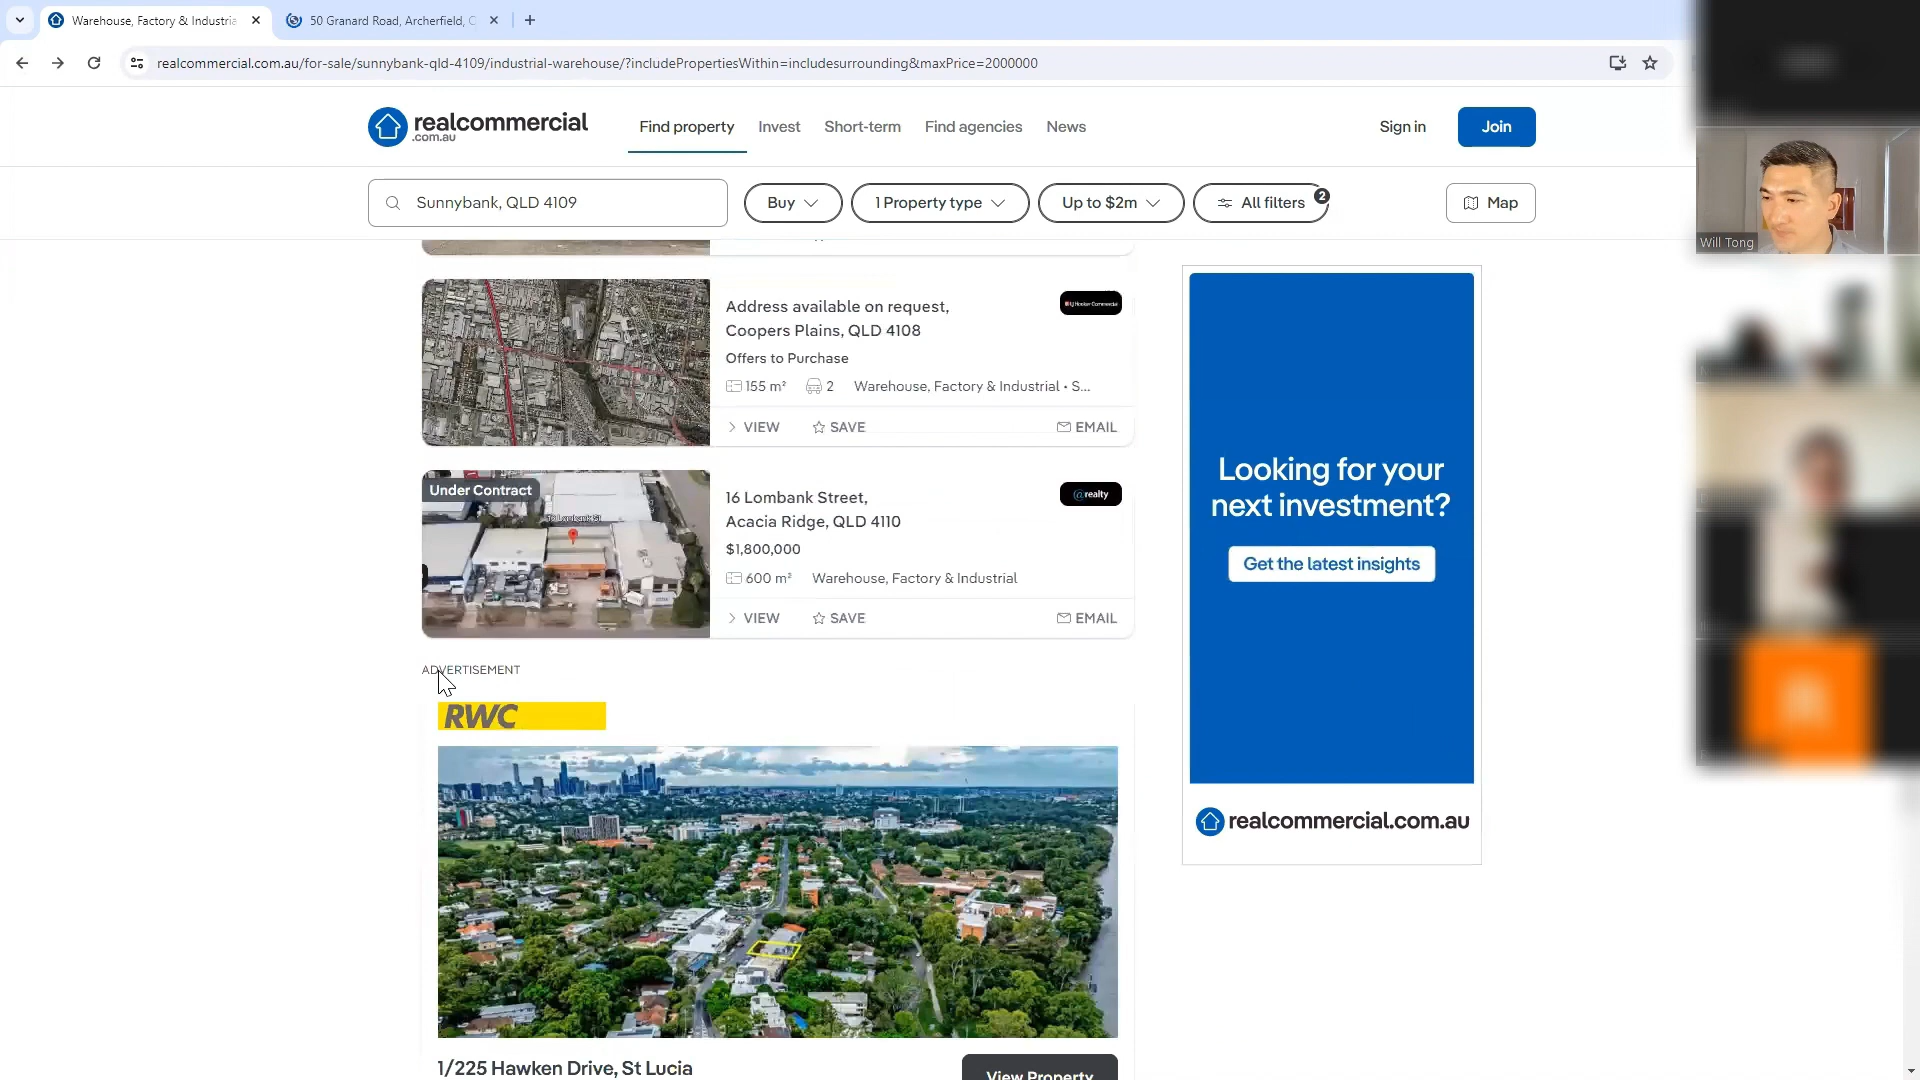 Warehouse, Factory & Industria
50 Granard Road, Archerfield, Q
realcommercial.com.au/for-sale/sunnybank-qld-4109/industrial-warehouse/?includePropertiesWithin=includesurrounding&maxPrice=2000000
realcommercial
.com.au
Find property
Invest
Short-term
Find agencies
News
Sign in
Join
Sunnybank, QLD 4109
Buy
1 Property type
Up to $2m
All filters
2
Map
Will Tong
Address available on request,
Coopers Plains, QLD 4108
Offers to Purchase
155 m²
2
Warehouse, Factory & Industrial • S...
VIEW
SAVE
EMAIL
Under Contract
16 Lombank Street,
Acacia Ridge, QLD 4110
@realty
$1,800,000
600 m²
Warehouse, Factory & Industrial
VIEW
SAVE
EMAIL
ADVERTISEMENT
RWC
1/225 Hawken Drive, St Lucia
View Property
Looking for your
next investment?
Get the latest insights
realcommercial.com.au